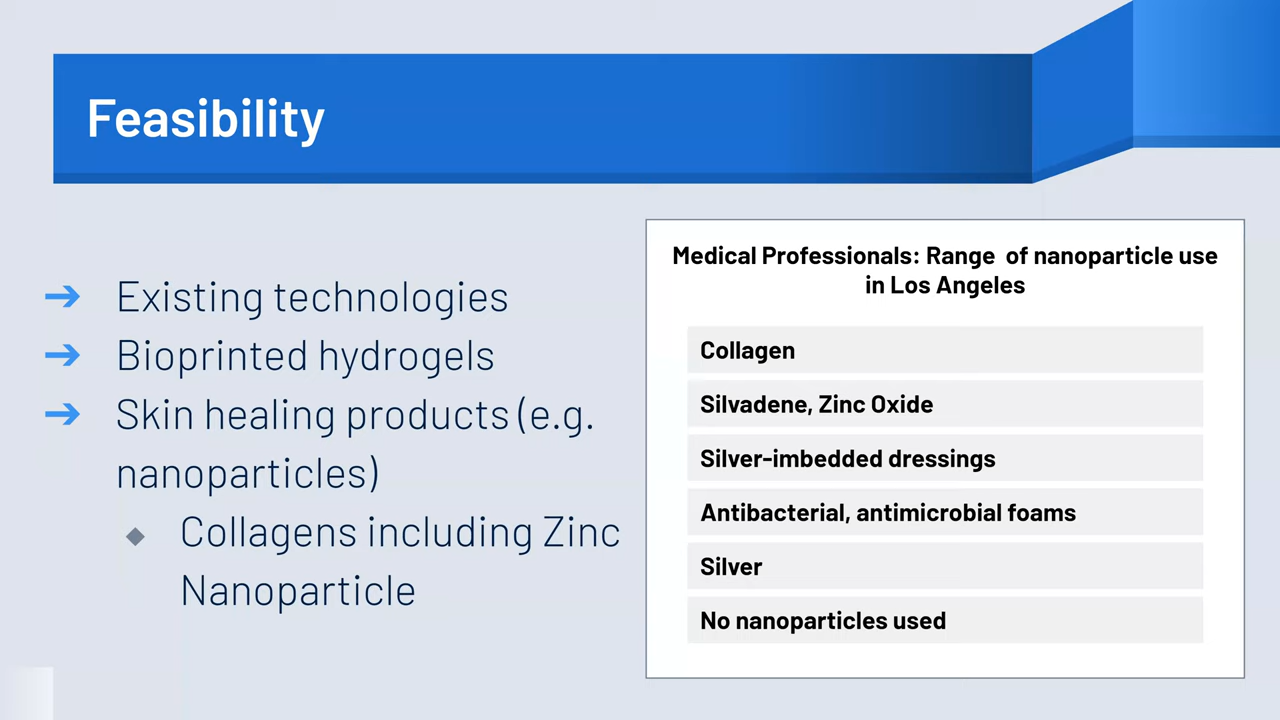 Feasibility
Existing technologies
Bioprinted hydrogels
Skin healing products (e.g.
nanoparticles)
Collagens including Zinc
Nanoparticle
Medical Professionals: Range of nanoparticle use
in Los Angeles
Collagen
Silvadene, Zinc Oxide
Silver-imbedded dressings
Antibacterial, antimicrobial foams
Silver
No nanoparticles used